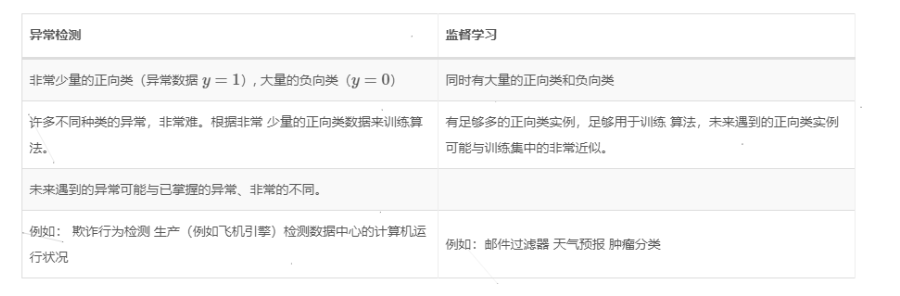 异常检测
监督学习
非常少量的正向类（异常数据 y = 1）, 大量的负向类（y = 0）
同时有大量的正向类和负向类
许多不同种类的异常，非常难。根据非常 少量的正向类数据来训练算
法。
有足够多的正向类实例，足够用于训练 算法，未来遇到的正向类实例
可能与训练集中的非常近似。
未来遇到的异常可能与已掌握的异常、非常的不同。
例如： 欺诈行为检测 生产（例如飞机引擎）检测数据中心的计算机运
行状况
例如：邮件过滤器 天气预报 肿瘤分类